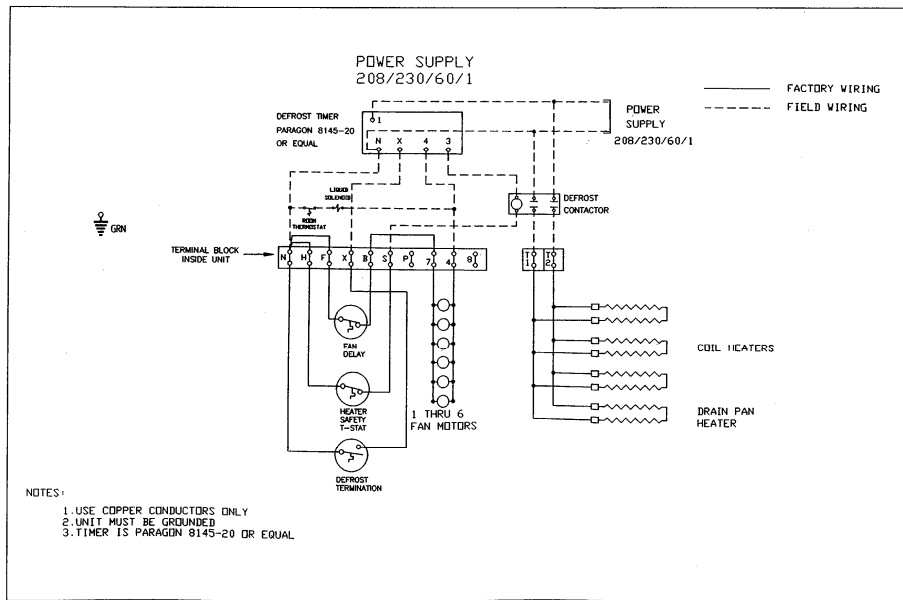 POWER SUPPLY
208/230/60/1
FACTORY WIRING
FIELD WIRING
DEFROST TIMER
PARAGON 8145-20
OR EQUAL
1
N X 4 3
POWER
SUPPLY
208/230/60/1
LIQUID
SOLENOID
ROOM
THERMOSTAT
DEFROST
CONTACTOR
GRN
TERMINAL BLOCK
INSIDE UNIT
N H F X B S P 7 4 8
T1 T2
FAN
DELAY
HEATER
SAFETY
T-STAT
1 THRU 6
FAN MOTORS
COIL HEATERS
DRAIN PAN
HEATER
DEFROST
TERMINATION
NOTES:
1.USE COPPER CONDUCTORS ONLY
2.UNIT MUST BE GROUNDED
3.TIMER IS PARAGON 8145-20 OR EQUAL